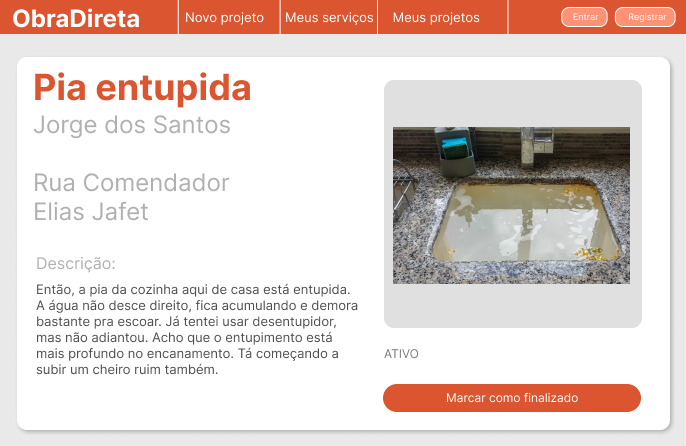 ObraDireta
Novo projeto
Meus serviços
Meus projetos
Entrar
Registrar
Pia entupida
Jorge dos Santos
Rua Comendador
Elias Jafet
Descrição:
Então, a pia da cozinha aqui de casa está entupida.
A água não desce direito, fica acumulando e demora
bastante pra escoar. Já tentei usar desentupidor,
mas não adiantou. Acho que o entupimento está
mais profundo no encanamento. Tá começando a
subir um cheiro ruim também.
ATIVO
Marcar como finalizado